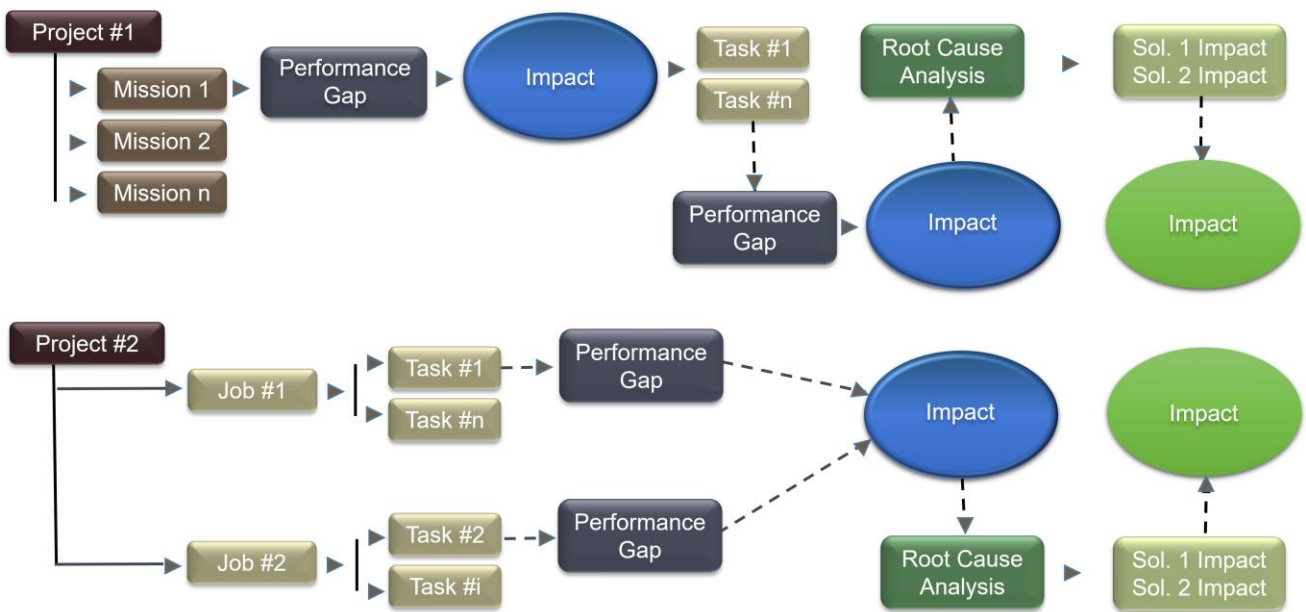 Project #1
Mission 1
Mission 2
Mission n
Performance
Gap
Impact
Task #1
Task #n
Performance
Gap
Impact
Root Cause
Analysis
Sol. 1 Impact
Sol. 2 Impact
Impact
Project #2
Job #1
Task #1
Task #n
Performance
Gap
Job #2
Task #2
Task #i
Performance
Gap
Impact
Root Cause
Analysis
Sol. 1 Impact
Sol. 2 Impact
Impact